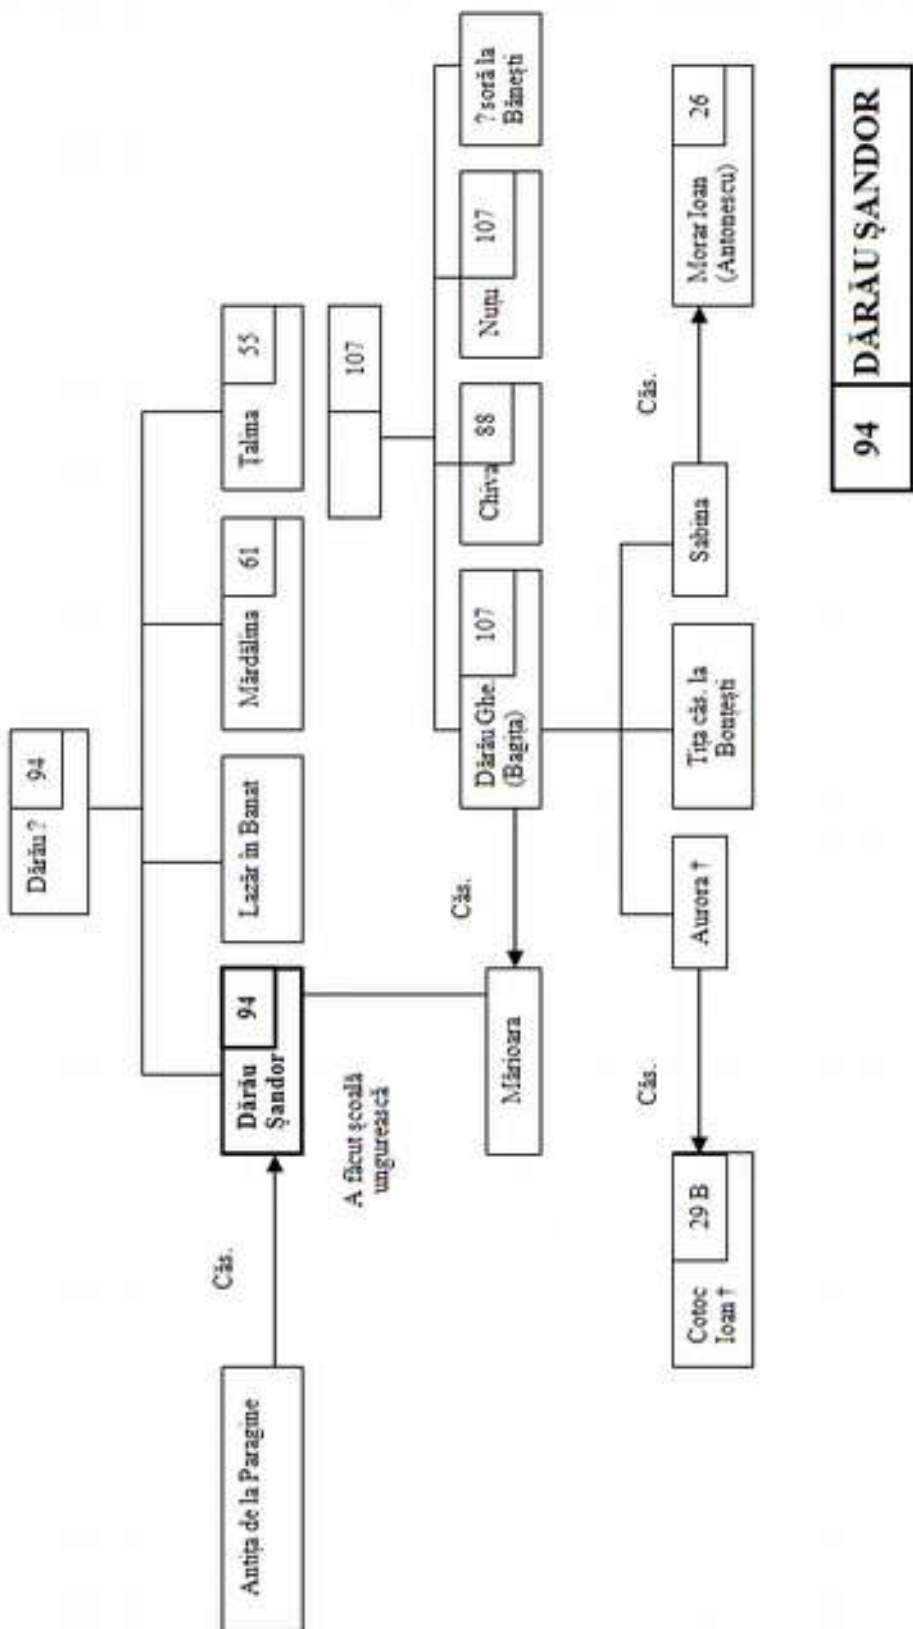 Dărău ?
94
Dărău
Șandor
94
Lazăr în Banat
Mărdălina
61
Talina
55
Antița de la Paragine
Căs.
A făcut școală
ungurească
107
Mărioara
Căs.
Dărău Ghe.
(Bagița)
107
Chiva
88
Nuțu
107
? soră la
Bănești
Cotoc
Ioan †
29 B
Căs.
Aurora †
Tița căs. la
Bontești
Sabina
Căs.
Morar Ioan
(Antonescu)
26
94
DĂRĂU ȘANDOR